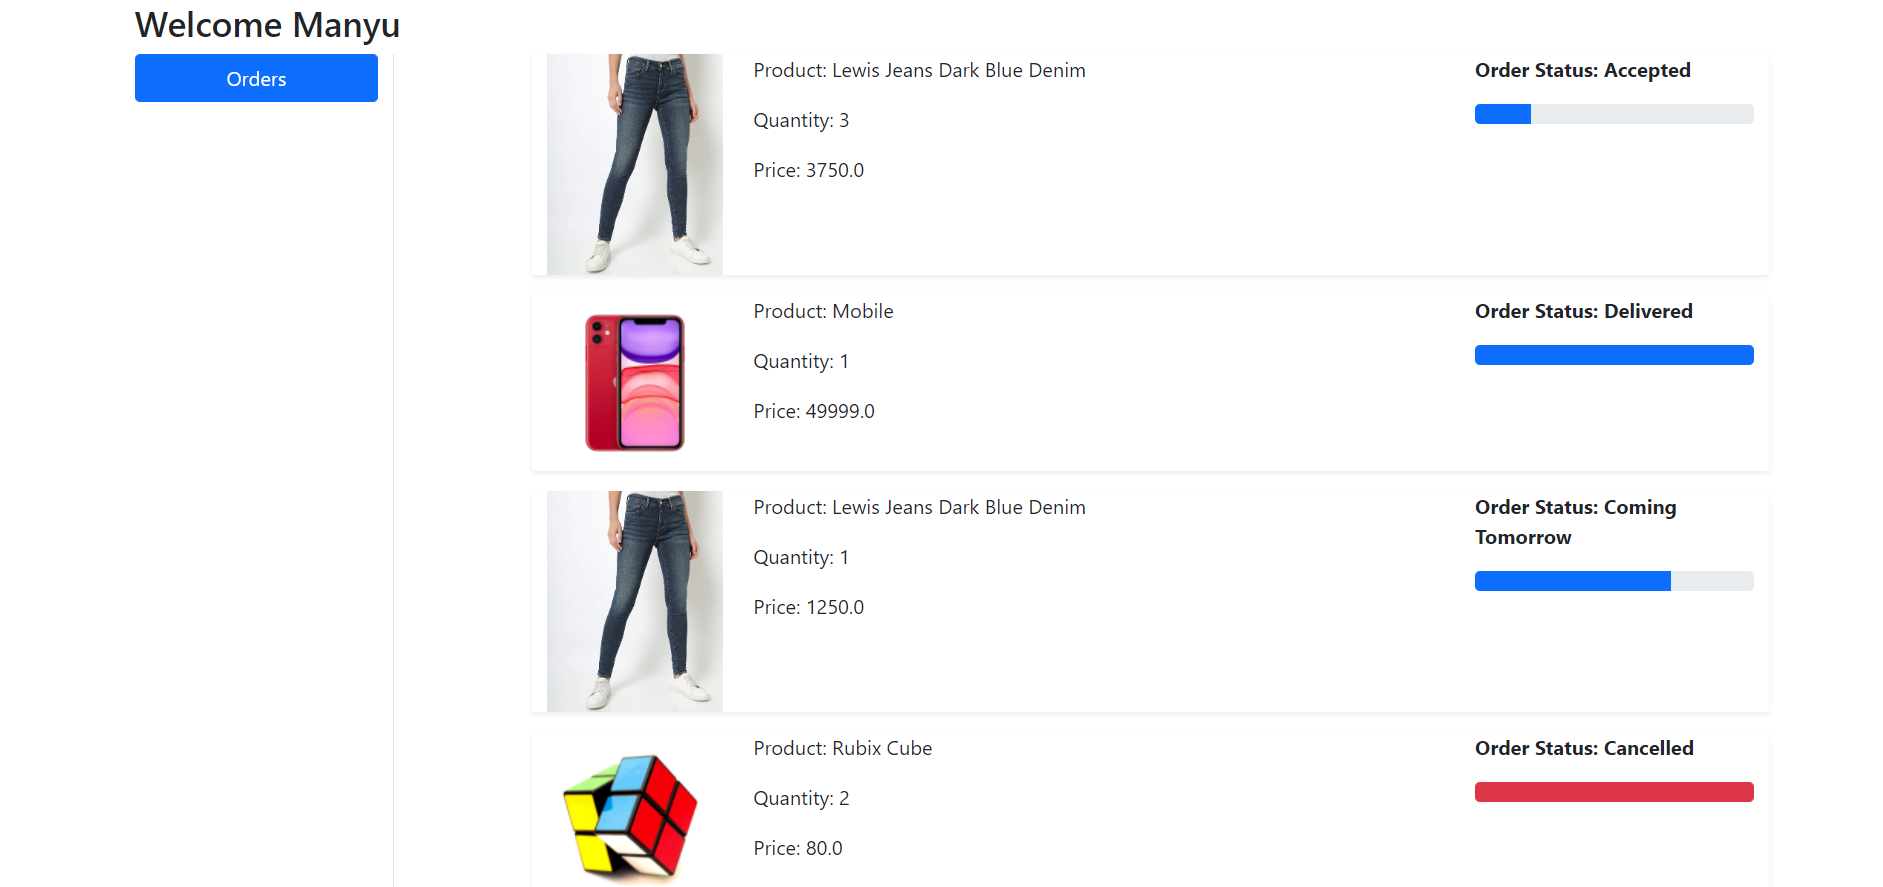 Welcome Manyu
Orders
Product: Lewis Jeans Dark Blue Denim
Quantity: 3
Price: 3750.0
Order Status: Accepted
Product: Mobile
Quantity: 1
Price: 49999.0
Order Status: Delivered
Product: Lewis Jeans Dark Blue Denim
Quantity: 1
Price: 1250.0
Order Status: Coming
Tomorrow
Product: Rubix Cube
Quantity: 2
Price: 80.0
Order Status: Cancelled